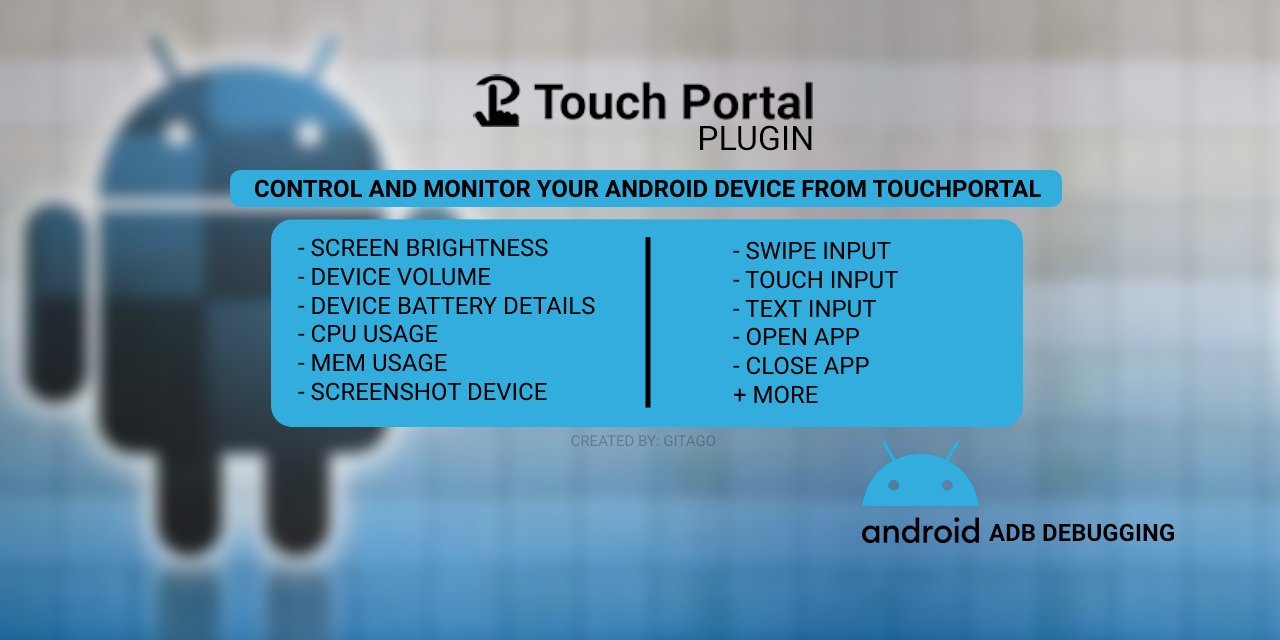 Touch Portal
PLUGIN
CONTROL AND MONITOR YOUR ANDROID DEVICE FROM TOUCHPORTAL
- SCREEN BRIGHTNESS
- DEVICE VOLUME
- DEVICE BATTERY DETAILS
- CPU USAGE
- MEM USAGE
- SCREENSHOT DEVICE
- SWIPE INPUT
- TOUCH INPUT
- TEXT INPUT
- OPEN APP
- CLOSE APP
+ MORE
CREATED BY: GITAGO
android ADB DEBUGGING